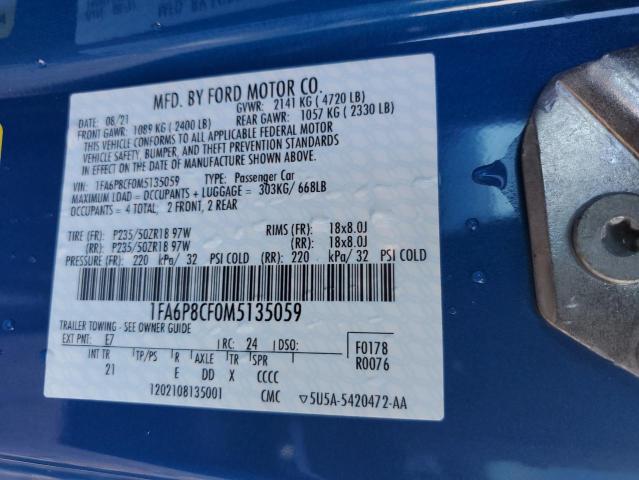 MFD. BY FORD MOTOR CO.
08/21 GVWR: 2141 KG ( 4720 LB)
FRONT GAWR: 1089 KG (2400 LB) REAR GAWR: 1057 KG ( 2330 LB)
THIS VEHICLE CONFORMS TO ALL APPLICABLE FEDERAL MOTOR
VEHICLE SAFETY, BUMPER, AND THEFT PREVENTION STANDARDS
IN EFFECT ON THE DATE OF MANUFACTURE SHOWN ABOVE.
VIN: 1FA6P8CF0M5135059 TYPE: Passenger Car
MAXIMUM LOAD = OCCUPANTS + LUGGAGE = 303KG/ 668LB
OCCUPANTS = 4 TOTAL; 2 FRONT, 2 REAR
TIRE (FR): P235/50ZR18 97W RIMS (FR): 18x8.0J
(RR): P235/50ZR18 97W (RR): 18x8.0J
PRESSURE (FR): 220 kPa/ 32 PSI COLD (RR): 220 kPa/ 32 PSI COLD
1FA6P8CF0M5135059
TRAILER TOWING - SEE OWNER GUIDE
EXT PNT: E7 RC: 24 DSO: F0178
INT TR TP/PS R AXLE TR SPR R0076
21 E DD X CCCC
1202108135001 CMC ▽5U5A-5420472-AA